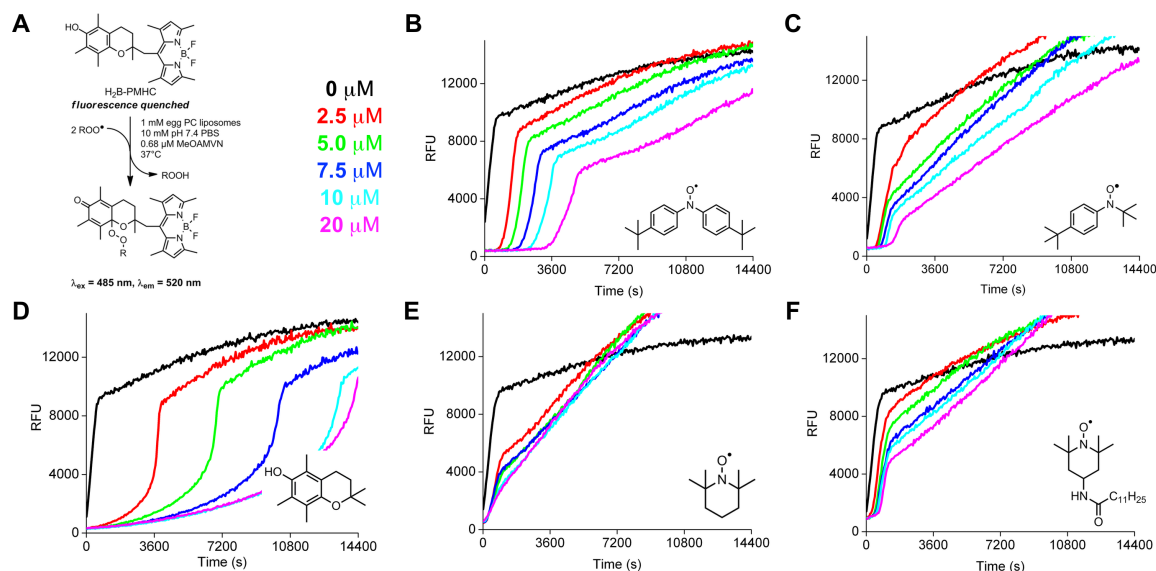 A
HO
O
N
B
N
F
F
H₂B-PMHC
fluorescence quenched
2 ROO•
1 mM egg PC liposomes
10 mM pH 7.4 PBS
0.68 µM MeOAMVN
37°C
ROOH
O
O
O
O
R
N
B
N
F
F
λex = 485 nm, λem = 520 nm
0 µM
2.5 µM
5.0 µM
7.5 µM
10 µM
20 µM
B
RFU
12000
8000
4000
0
0 3600 7200 10800 14400
Time (s)
O•
N
C
RFU
12000
8000
4000
0
0 3600 7200 10800 14400
Time (s)
O•
N
D
RFU
12000
8000
4000
0
0 3600 7200 10800 14400
Time (s)
HO
O
E
RFU
12000
8000
4000
0
0 3600 7200 10800 14400
Time (s)
O•
N
F
RFU
12000
8000
4000
0
0 3600 7200 10800 14400
Time (s)
O•
N
HN
C₁₁H₂₅
O